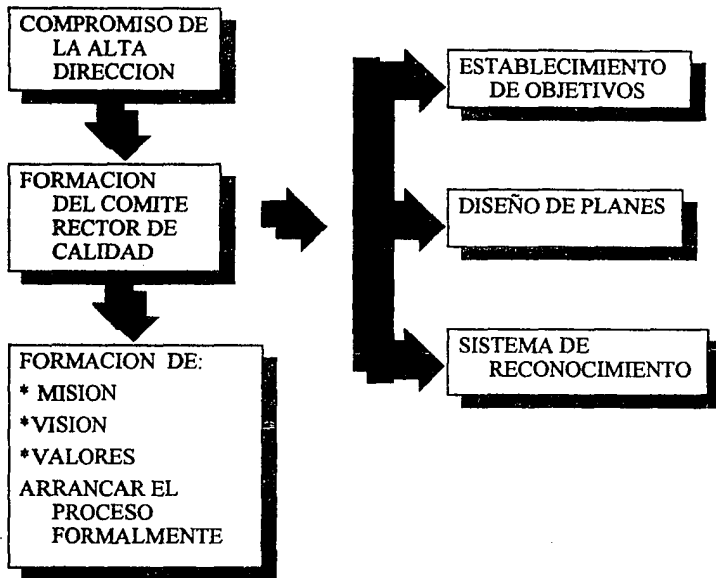 COMPROMISO DE
LA ALTA
DIRECCION
FORMACION
DEL COMITE
RECTOR DE
CALIDAD
FORMACION DE:
* MISION
*VISION
*VALORES
ARRANCAR EL
PROCESO
FORMALMENTE
ESTABLECIMIENTO
DE OBJETIVOS
DISEÑO DE PLANES
SISTEMA DE
RECONOCIMIENTO